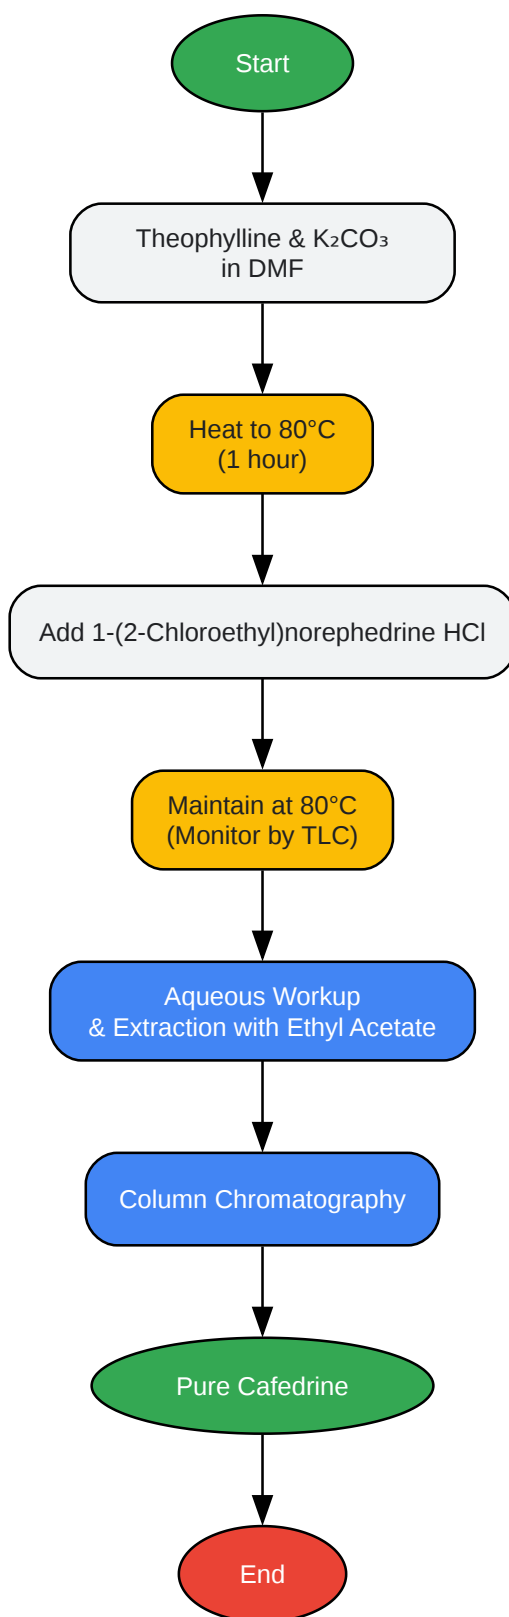 Start
Theophylline & K₂CO₃
in DMF
Heat to 80°C
(1 hour)
Add 1-(2-Chloroethyl)norephedrine HCl
Maintain at 80°C
(Monitor by TLC)
Aqueous Workup
& Extraction with Ethyl Acetate
Column Chromatography
Pure Cafedrine
End